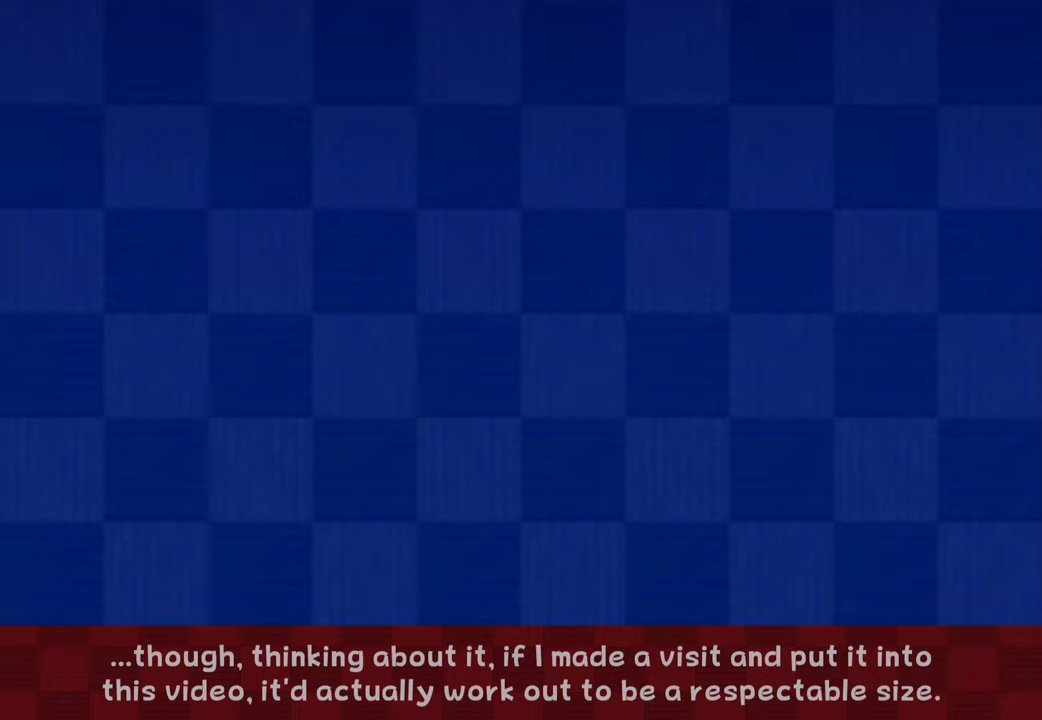 ...though, thinking about it, if I made a visit and put it into
this video, it'd actually work out to be a respectable size.